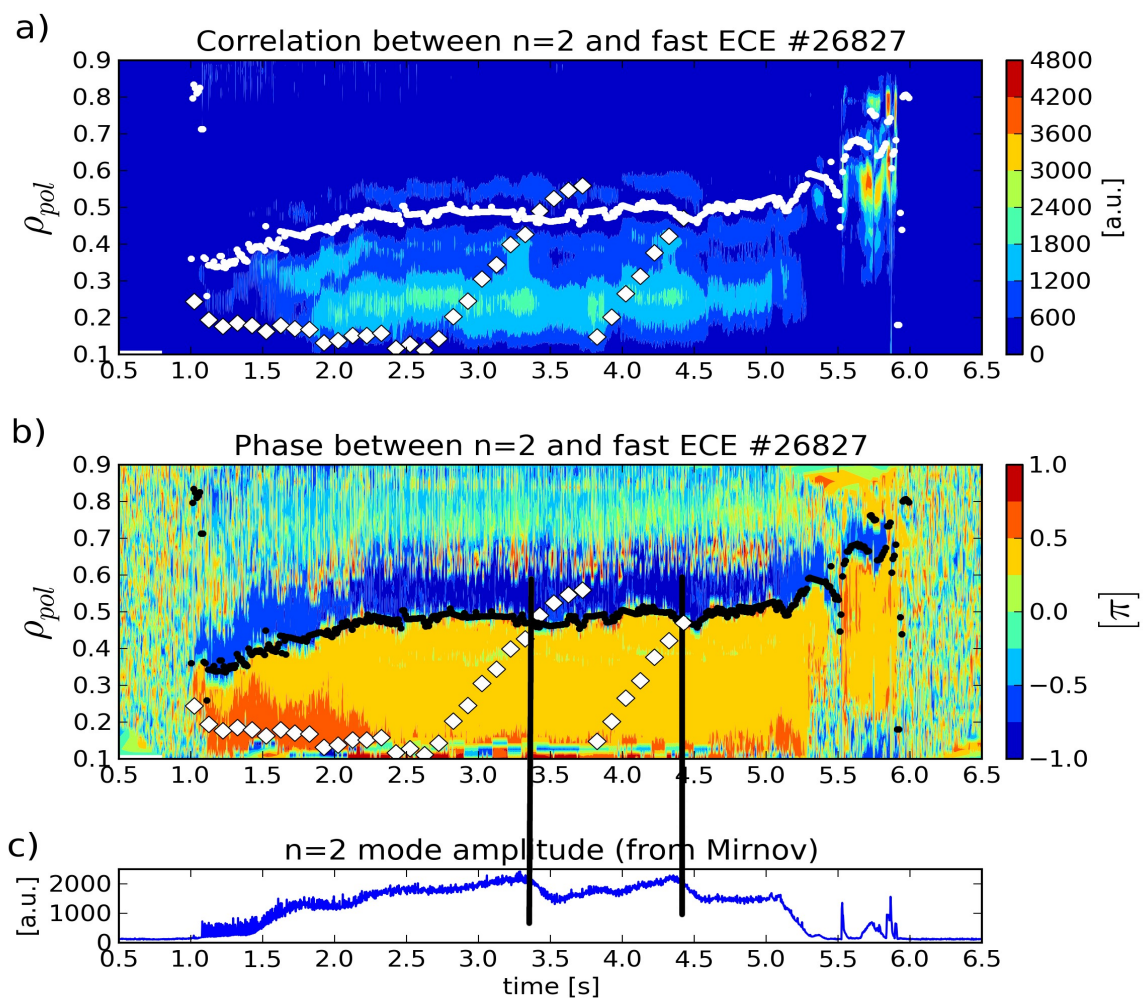 a)
Correlation between n=2 and fast ECE #26827
0.9
0.8
0.7
0.6
0.5
0.4
0.3
0.2
0.1
ρpol
0.5 1.0 1.5 2.0 2.5 3.0 3.5 4.0 4.5 5.0 5.5 6.0 6.5
4800
4200
3600
3000
2400
1800
1200
600
0
[a.u.]
b)
Phase between n=2 and fast ECE #26827
0.9
0.8
0.7
0.6
0.5
0.4
0.3
0.2
0.1
ρpol
0.5 1.0 1.5 2.0 2.5 3.0 3.5 4.0 4.5 5.0 5.5 6.0 6.5
1.0
0.5
0.0
−0.5
−1.0
[π]
c)
n=2 mode amplitude (from Mirnov)
2000
1000
0
[a.u.]
0.5 1.0 1.5 2.0 2.5 3.0 3.5 4.0 4.5 5.0 5.5 6.0 6.5
time [s]